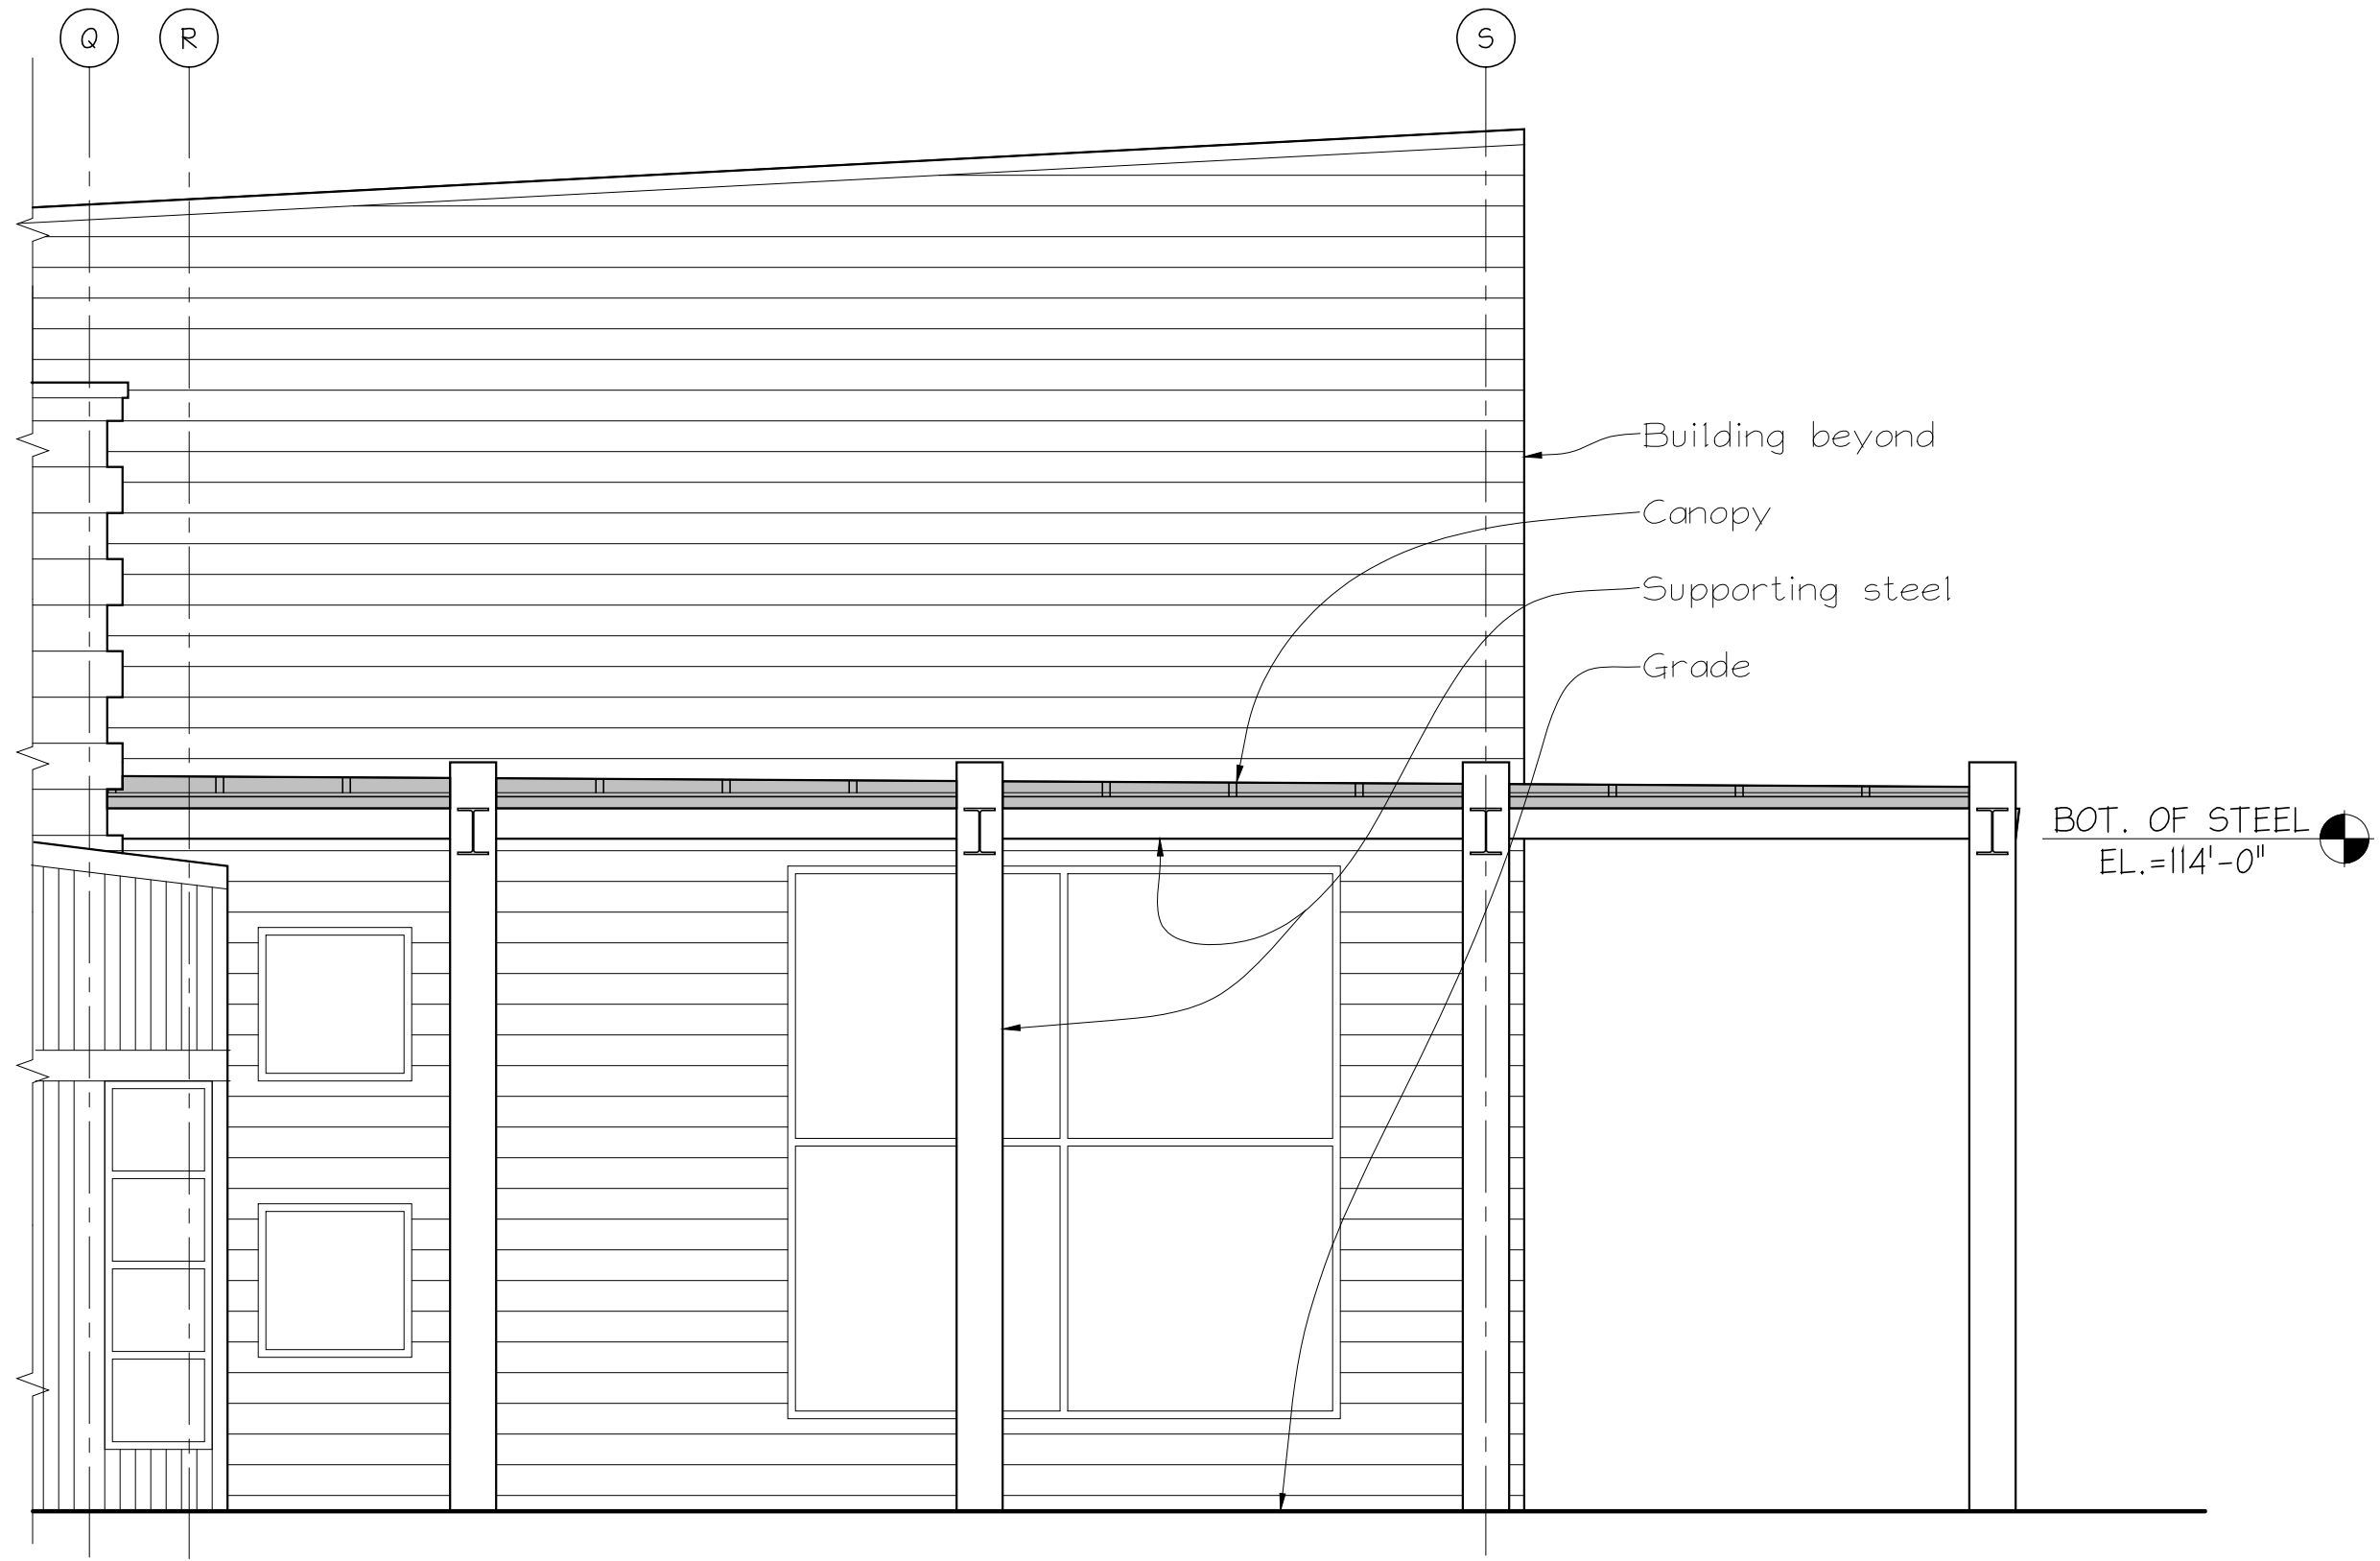 Q R S
Building beyond
Canopy
Supporting steel
Grade
BOT. OF STEEL
EL.=114'-0"